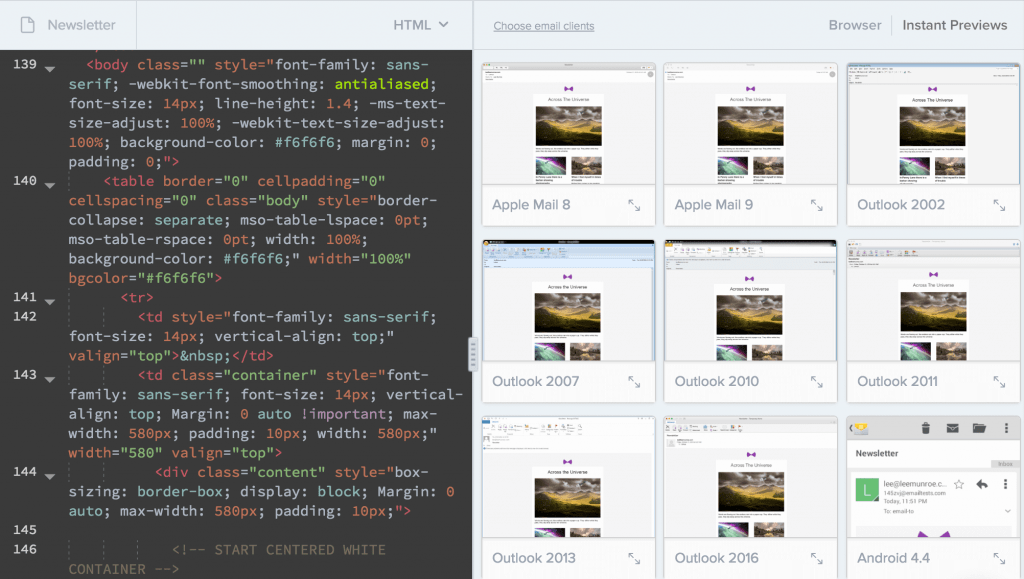 Newsletter
HTML
Choose email clients
Browser
Instant Previews
139 <body class="" style="font-family: sans-
serif; -webkit-font-smoothing: antialiased;
font-size: 14px; line-height: 1.4; -ms-text-
size-adjust: 100%; -webkit-text-size-adjust:
100%; background-color: #f6f6f6; margin: 0;
padding: 0;">
140 <table border="0" cellpadding="0"
cellspacing="0" class="body" style="border-
collapse: separate; mso-table-lspace: 0pt;
mso-table-rspace: 0pt; width: 100%;
background-color: #f6f6f6;" width="100%"
bgcolor="#f6f6f6">
141 <tr>
142 <td style="font-family: sans-serif;
font-size: 14px; vertical-align: top;"
valign="top">&nbsp;</td>
143 <td class="container" style="font-
family: sans-serif; font-size: 14px; vertical-
align: top; Margin: 0 auto !important; max-
width: 580px; padding: 10px; width: 580px;"
width="580" valign="top">
144 <div class="content" style="box-
sizing: border-box; display: block; Margin: 0
auto; max-width: 580px; padding: 10px;">
145
146 <!-- START CENTERED WHITE
CONTAINER -->
Across The Universe
Apple Mail 8
Across The Universe
Apple Mail 9
Across The Universe
Outlook 2002
Across the Universe
Outlook 2007
Across the Universe
Outlook 2010
Across The Universe
Outlook 2011
Across the Universe
Outlook 2013
Across The Universe
Outlook 2016
Newsletter
Inbox
L
lee@leemunroe.c...
145zvj@emailtests.com
Today, 11:51 PM
To: email-to
Android 4.4